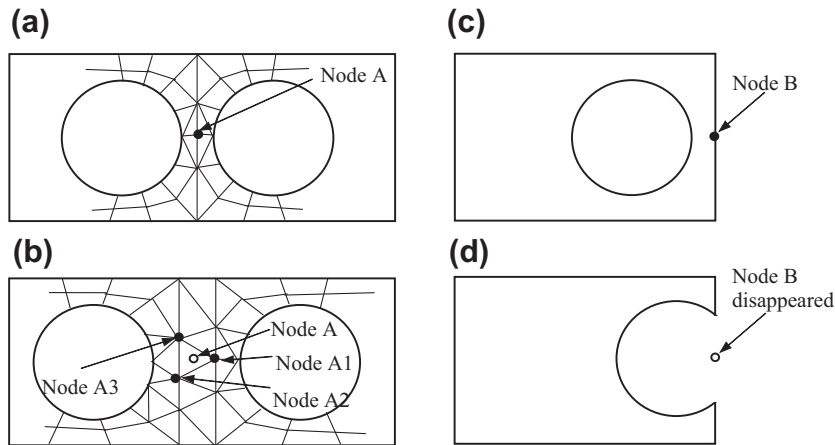 (a)
Node A
(b)
Node A
Node A1
Node A3
Node A2
(c)
Node B
(d)
Node B
disappeared